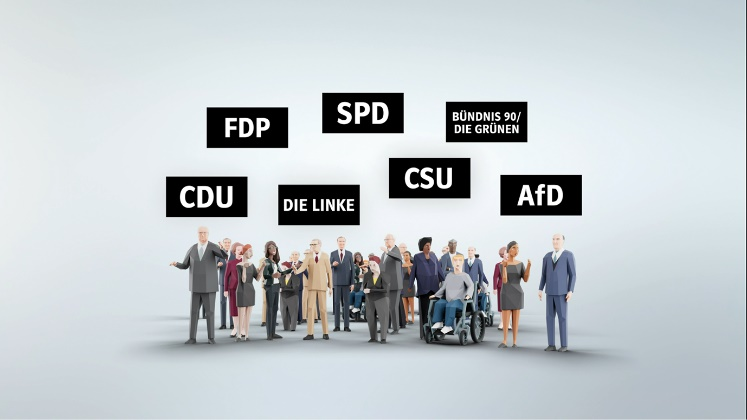 FDP
SPD
BÜNDNIS 90/
DIE GRÜNEN
CDU
DIE LINKE
CSU
AfD